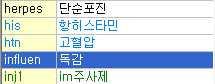 herpes 단순포진
his 항히스타민
htn 고혈압
influen 독감
inj1 im주사제